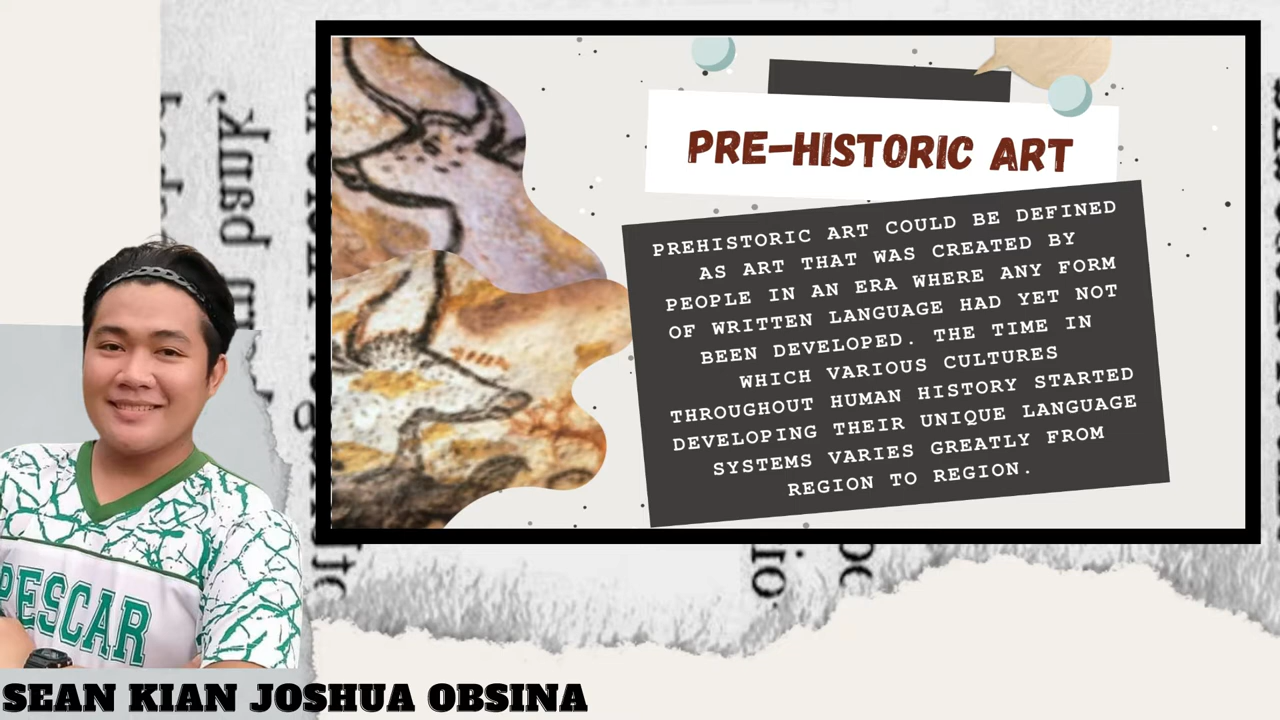 PRE-HISTORIC ART
PREHISTORIC ART COULD BE DEFINED
AS ART THAT WAS CREATED BY
PEOPLE IN AN ERA WHERE ANY FORM
OF WRITTEN LANGUAGE HAD YET NOT
BEEN DEVELOPED. THE TIME IN
WHICH VARIOUS CULTURES
THROUGHOUT HUMAN HISTORY STARTED
DEVELOPING THEIR UNIQUE LANGUAGE
SYSTEMS VARIES GREATLY FROM
REGION TO REGION.
PESCAR
SEAN KIAN JOSHUA OBSINA